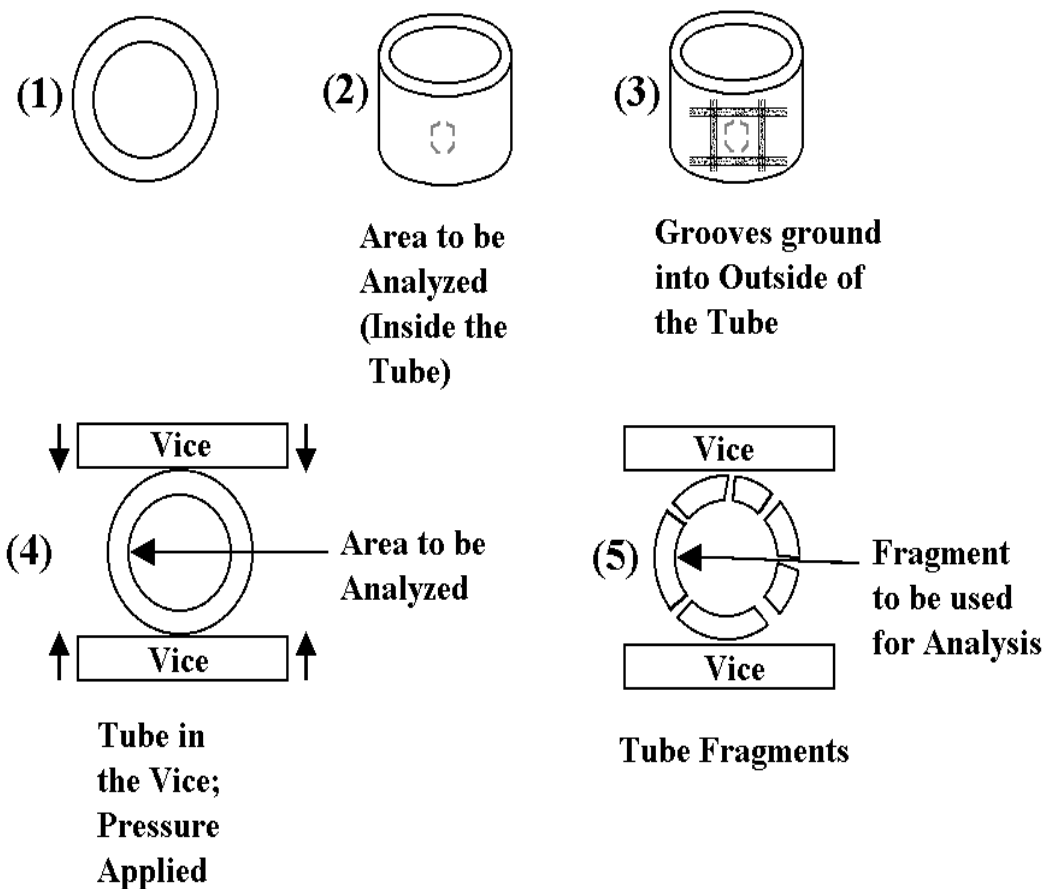 (1)
(2)
(3)
Area to be
Analyzed
(Inside the
Tube)
Grooves ground
into Outside of
the Tube
(4)
Vice
Vice
Area to be
Analyzed
Tube in
the Vice;
Pressure
Applied
(5)
Vice
Vice
Fragment
to be used
for Analysis
Tube Fragments